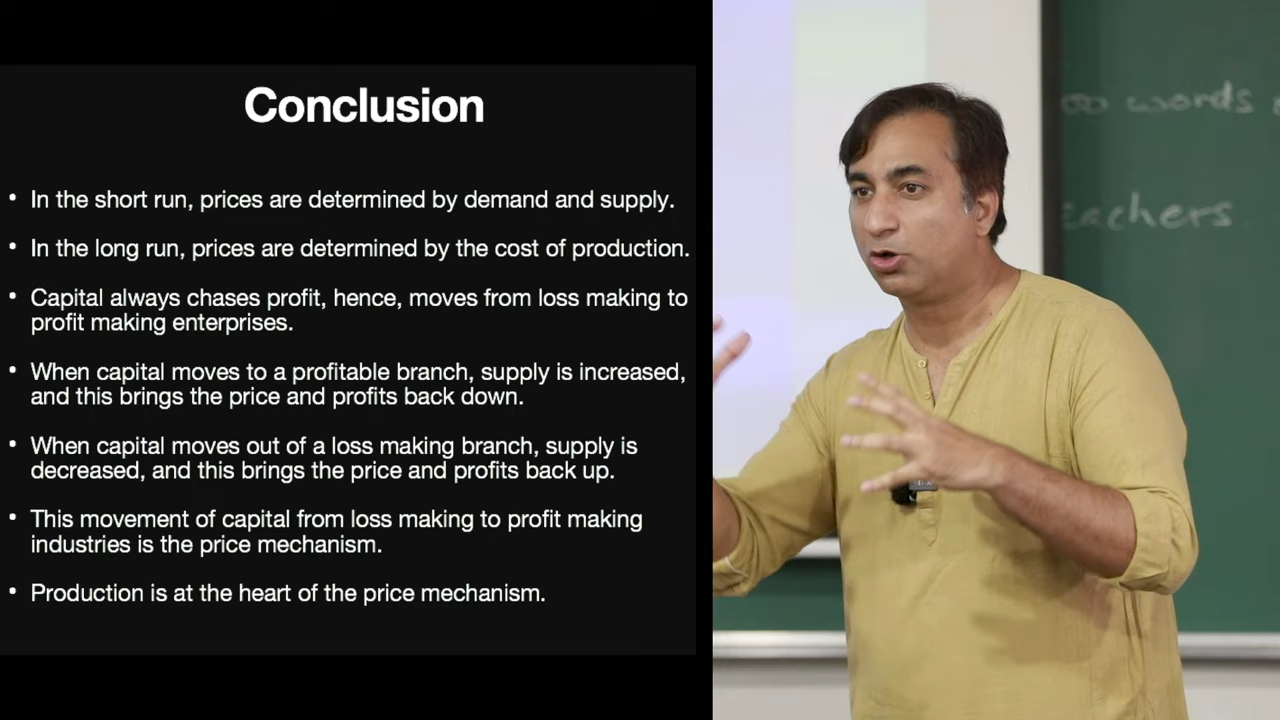 Conclusion
• In the short run, prices are determined by demand and supply.
• In the long run, prices are determined by the cost of production.
• Capital always chases profit, hence, moves from loss making to
profit making enterprises.
• When capital moves to a profitable branch, supply is increased,
and this brings the price and profits back down.
• When capital moves out of a loss making branch, supply is
decreased, and this brings the price and profits back up.
• This movement of capital from loss making to profit making
industries is the price mechanism.
• Production is at the heart of the price mechanism.
words
eachers